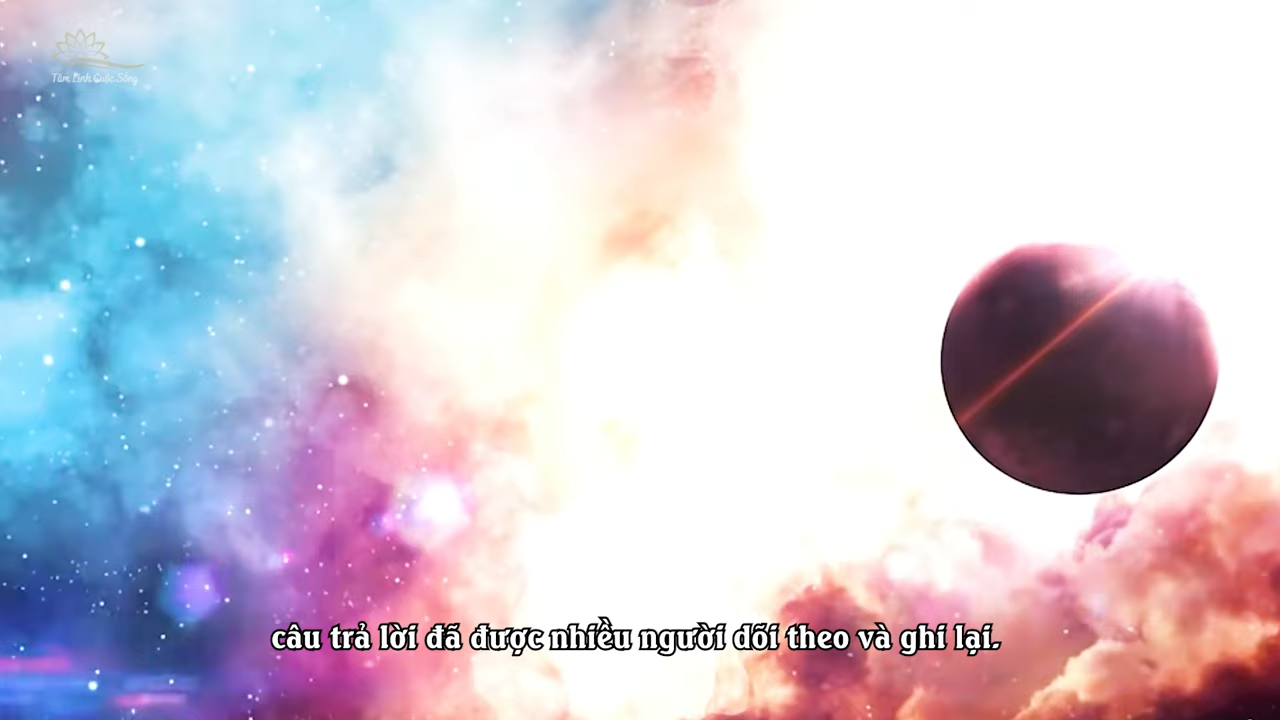 Tâm Linh Cuộc Sống
câu trả lời đã được nhiều người dõi theo và ghi lại.